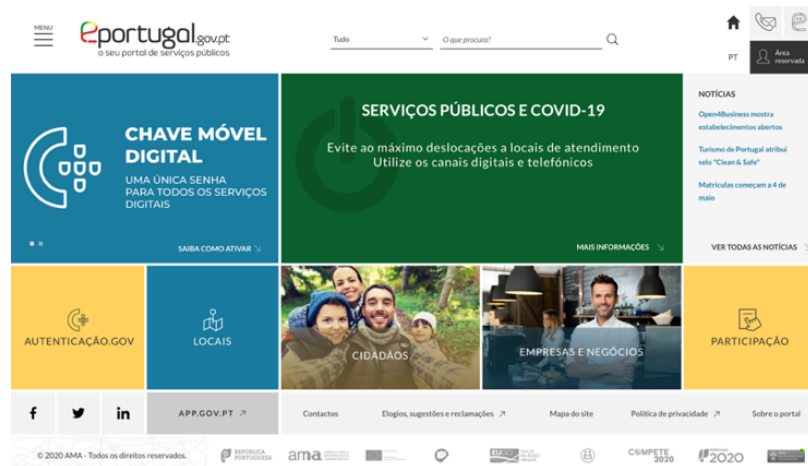 MENU
eportugal.gov.pt
o seu portal de serviços públicos
Tudo
O que procura?
PT
Área
reservada
CHAVE MÓVEL
DIGITAL
UMA ÚNICA SENHA
PARA TODOS OS SERVIÇOS
DIGITAIS
SAIBA COMO ATIVAR
SERVIÇOS PÚBLICOS E COVID-19
Evite ao máximo deslocações a locais de atendimento
Utilize os canais digitais e telefónicos
MAIS INFORMAÇÕES
NOTÍCIAS
Open4Business mostra
estabelecimentos abertos
Turismo de Portugal atribui
selo "Clean & Safe"
Matrículas começam a 4 de
maio
VER TODAS AS NOTÍCIAS
AUTENTICAÇÃO.GOV
LOCAIS
CIDADÃOS
EMPRESAS E NEGÓCIOS
PARTICIPAÇÃO
APP.GOV.PT
Contactos
Elogios, sugestões e reclamações
Mapa do site
Política de privacidade
Sobre o portal
© 2020 AMA - Todos os direitos reservados.
REPÚBLICA
PORTUGUESA
ama
EUGO
COMPETE
2020
2020